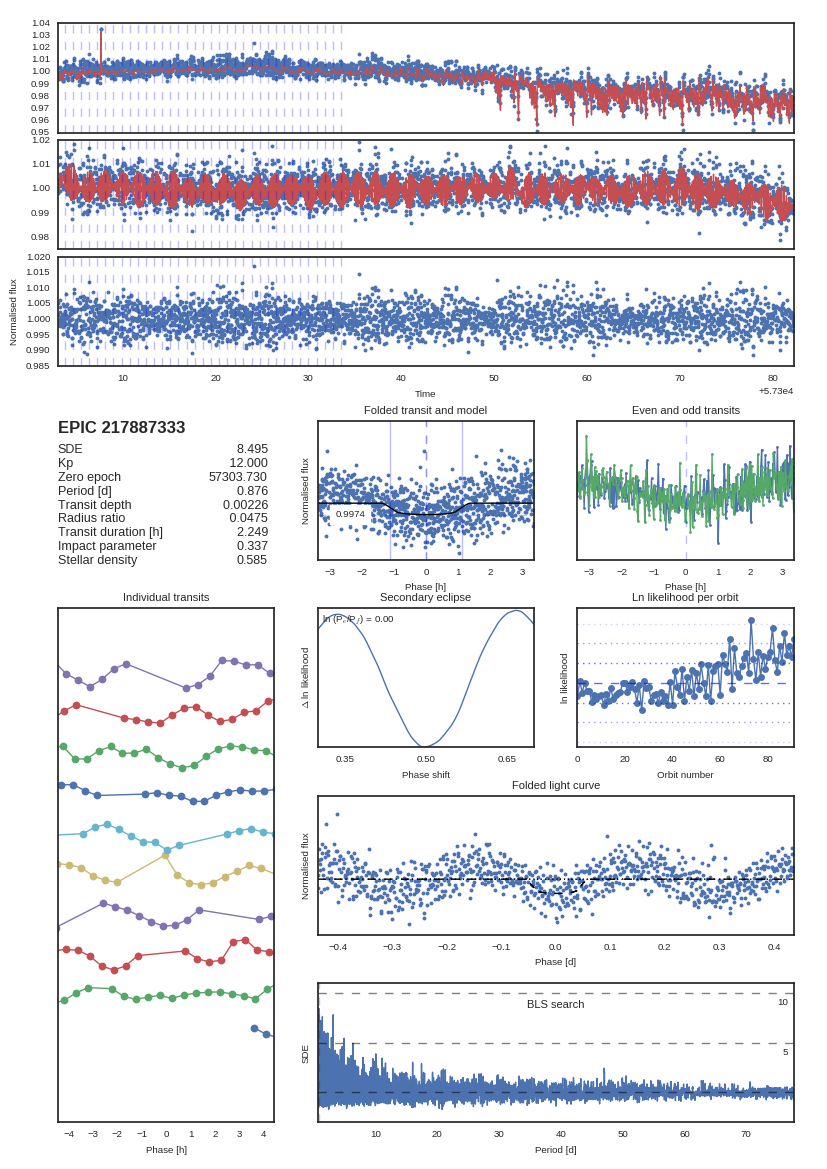 1.04
1.03
1.02
1.01
1.00
0.99
0.98
0.97
0.96
0.95
1.02
1.01
1.00
0.99
0.98
1.020
1.015
1.010
1.005
1.000
0.995
0.990
0.985
Normalised flux
10 20 30 40 50 60 70 80
Time
+5.73e4
EPIC 217887333
SDE 8.495
Kp 12.000
Zero epoch 57303.730
Period [d] 0.876
Transit depth 0.00226
Radius ratio 0.0475
Transit duration [h] 2.249
Impact parameter 0.337
Stellar density 0.585
Folded transit and model
Normalised flux
0.9974
−3 −2 −1 0 1 2 3
Phase [h]
Even and odd transits
−3 −2 −1 0 1 2 3
Phase [h]
Individual transits
−4 −3 −2 −1 0 1 2 3 4
Phase [h]
Secondary eclipse
Δ ln likelihood
0.35 0.50 0.65
Phase shift
Ln likelihood per orbit
ln likelihood
0 20 40 60 80
Orbit number
Folded light curve
Normalised flux
−0.4 −0.3 −0.2 −0.1 0.0 0.1 0.2 0.3 0.4
Phase [d]
BLS search
10
5
SDE
10 20 30 40 50 60 70
Period [d]